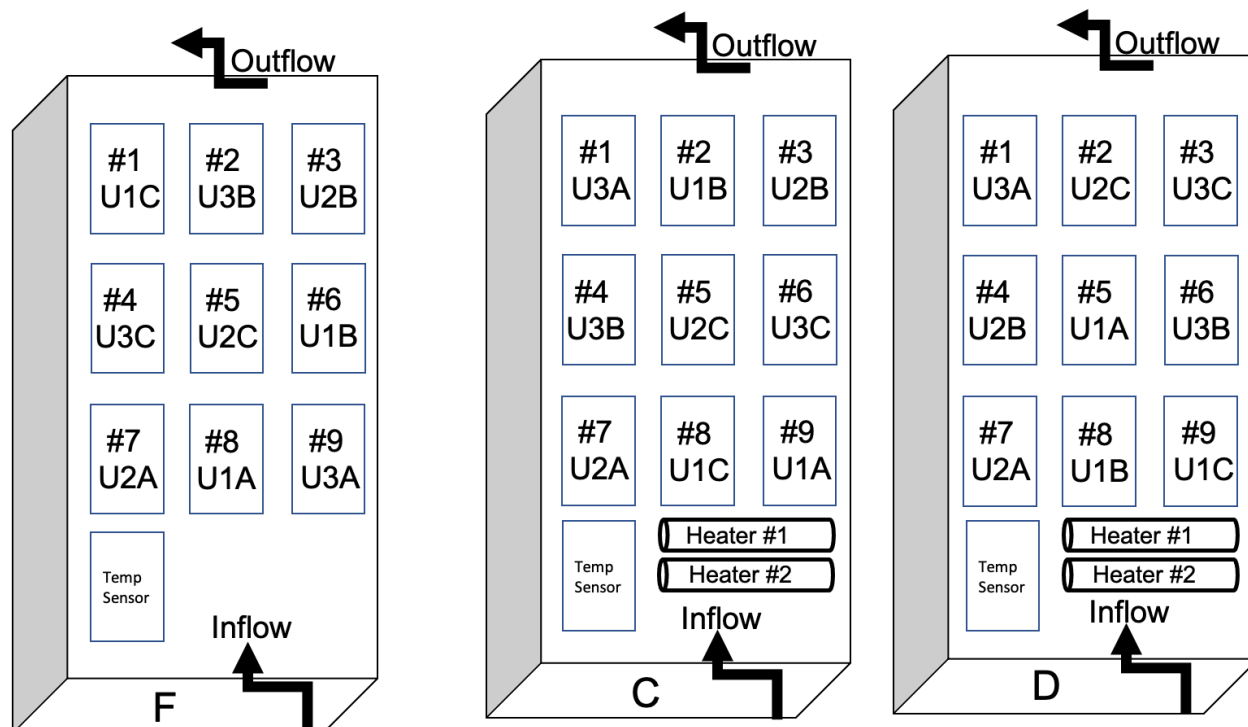 Outflow
#1
U1C
#2
U3B
#3
U2B
#4
U3C
#5
U2C
#6
U1B
#7
U2A
#8
U1A
#9
U3A
Temp
Sensor
Inflow
F
Outflow
#1
U3A
#2
U1B
#3
U2B
#4
U3B
#5
U2C
#6
U3C
#7
U2A
#8
U1C
#9
U1A
Temp
Sensor
Heater #1
Heater #2
Inflow
C
Outflow
#1
U3A
#2
U2C
#3
U3C
#4
U2B
#5
U1A
#6
U3B
#7
U2A
#8
U1B
#9
U1C
Temp
Sensor
Heater #1
Heater #2
Inflow
D